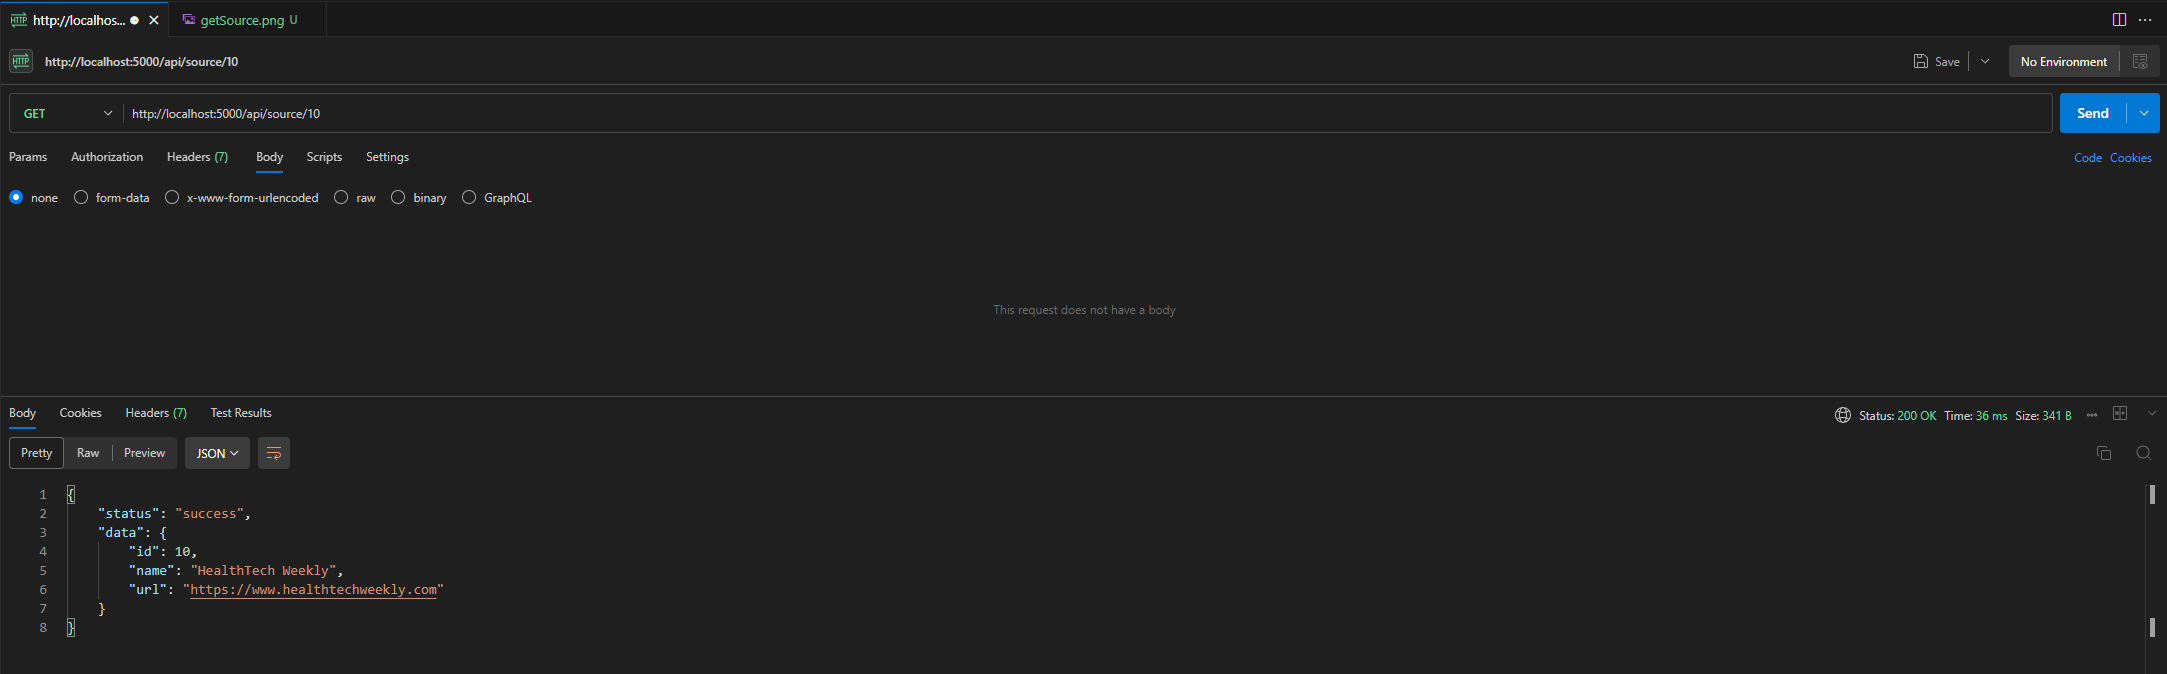 http://localhos... getSource.png U
HTTP http://localhost:5000/api/source/10 Save No Environment
GET http://localhost:5000/api/source/10 Send
Params Authorization Headers (7) Body Scripts Settings Code Cookies
none form-data x-www-form-urlencoded raw binary GraphQL
This request does not have a body
Body Cookies Headers (7) Test Results Status: 200 OK Time: 36 ms Size: 341 B
Pretty Raw Preview JSON
1 {
2 "status": "success",
3 "data": {
4 "id": 10,
5 "name": "HealthTech Weekly",
6 "url": "https://www.healthtechweekly.com"
7 }
8 }